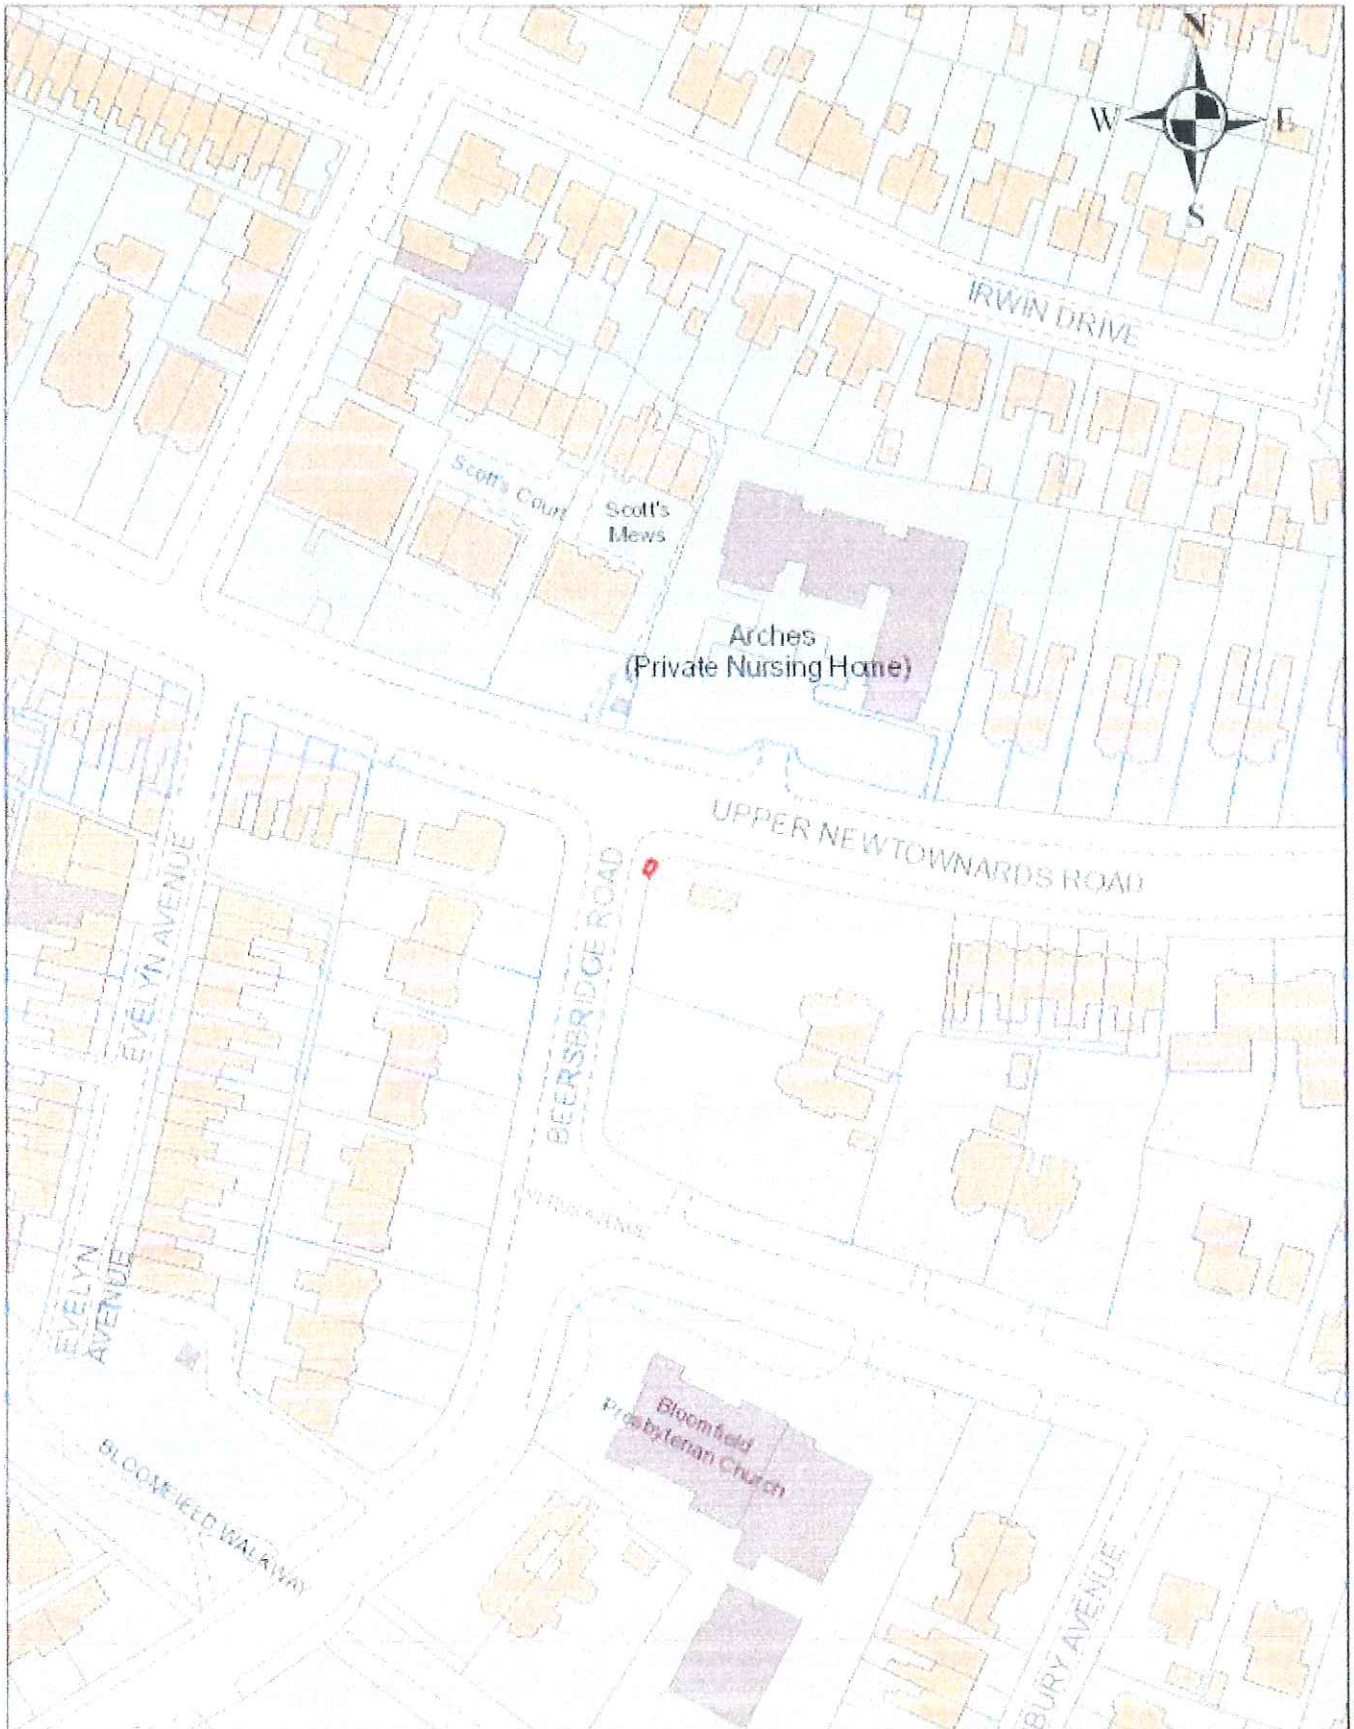 N
W E
S
IRWIN DRIVE
Scott's Court
Scott's
Mews
Arches
(Private Nursing Home)
UPPER NEWTOWNARDS ROAD
EVELYN AVENUE
BEERSBRIDGE ROAD
EVELYN
AVENUE
Bloomfield
Presbyterian Church
BLOOMFIELD WALKWAY
BURY AVENUE